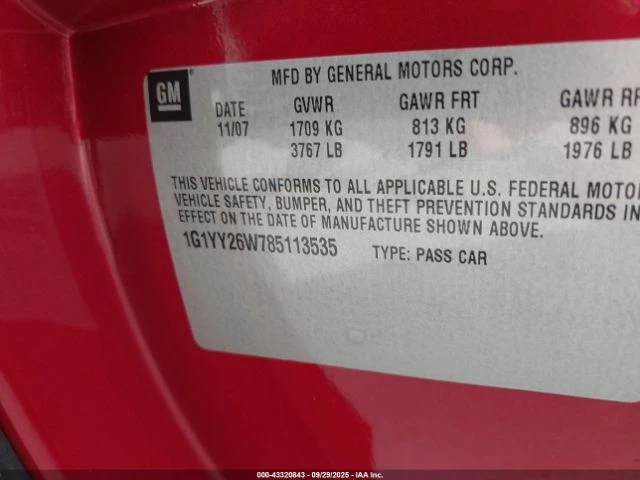 GM
MFD BY GENERAL MOTORS CORP.
DATE GVWR GAWR FRT GAWR RF
11/07 1709 KG 813 KG 896 KG
3767 LB 1791 LB 1976 LB
THIS VEHICLE CONFORMS TO ALL APPLICABLE U.S. FEDERAL MOTO
VEHICLE SAFETY, BUMPER, AND THEFT PREVENTION STANDARDS IN
EFFECT ON THE DATE OF MANUFACTURE SHOWN ABOVE.
1G1YY26W785113535 TYPE: PASS CAR
000-43320843 - 09/29/2025 - IAA Inc.